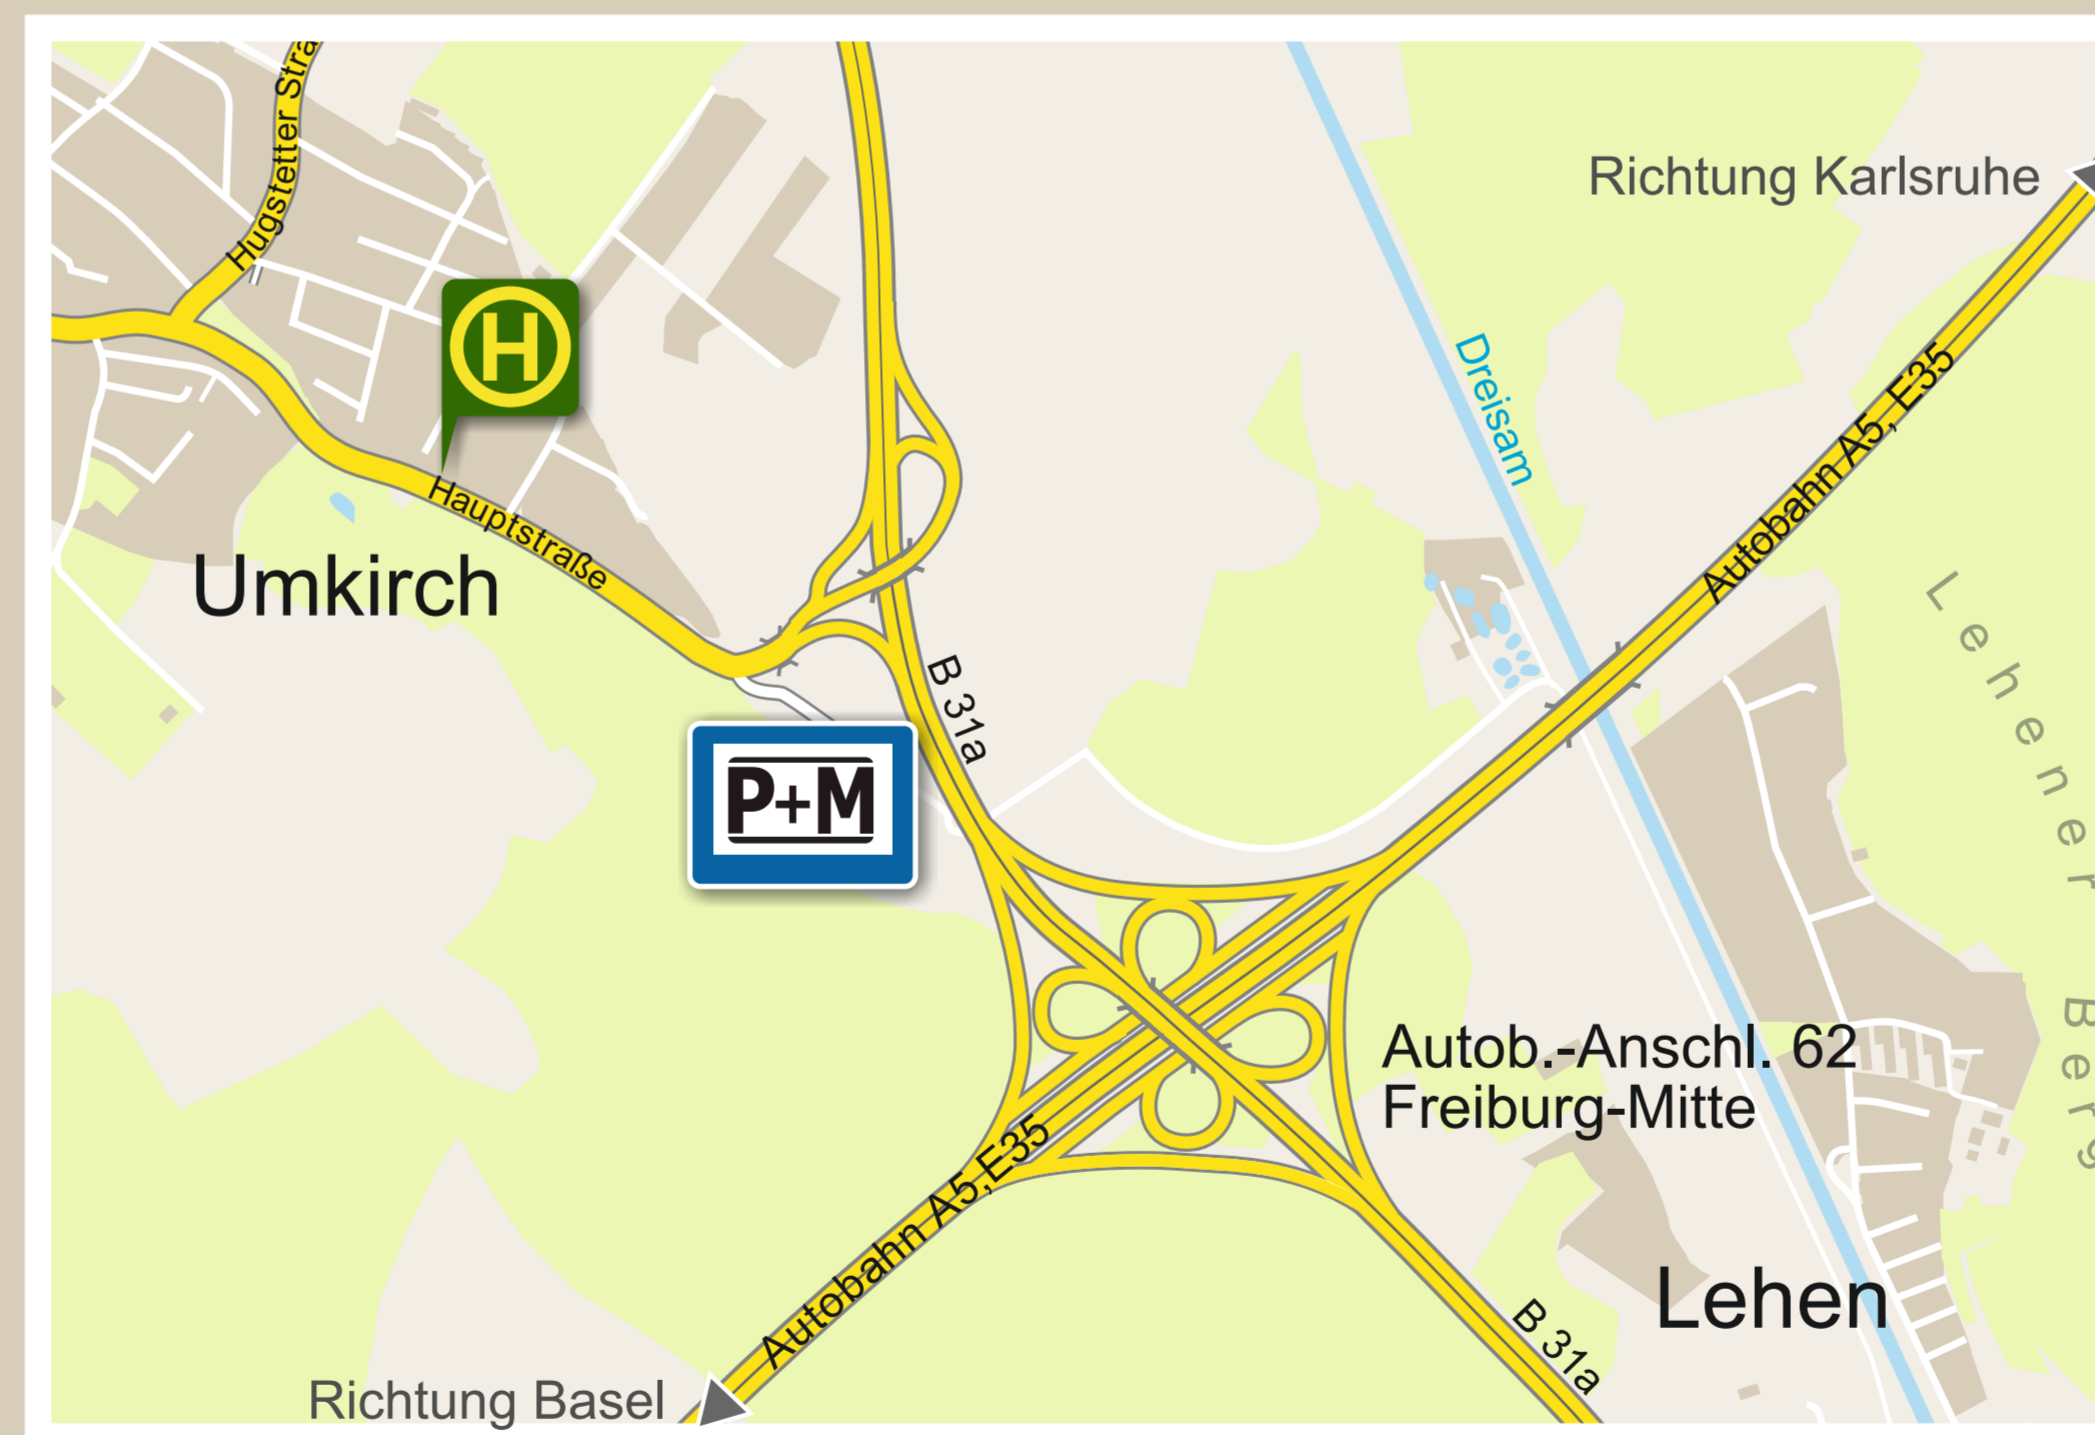 Hugstetter Stra
Richtung Karlsruhe
H
Dreisam
Autobahn A5, E35
Hauptstraße
Umkirch
B 31a
Lehener Berg
P+M
Autob.-Anschl. 62
Freiburg-Mitte
Autobahn A5,E35
Lehen
B 31a
Richtung Basel